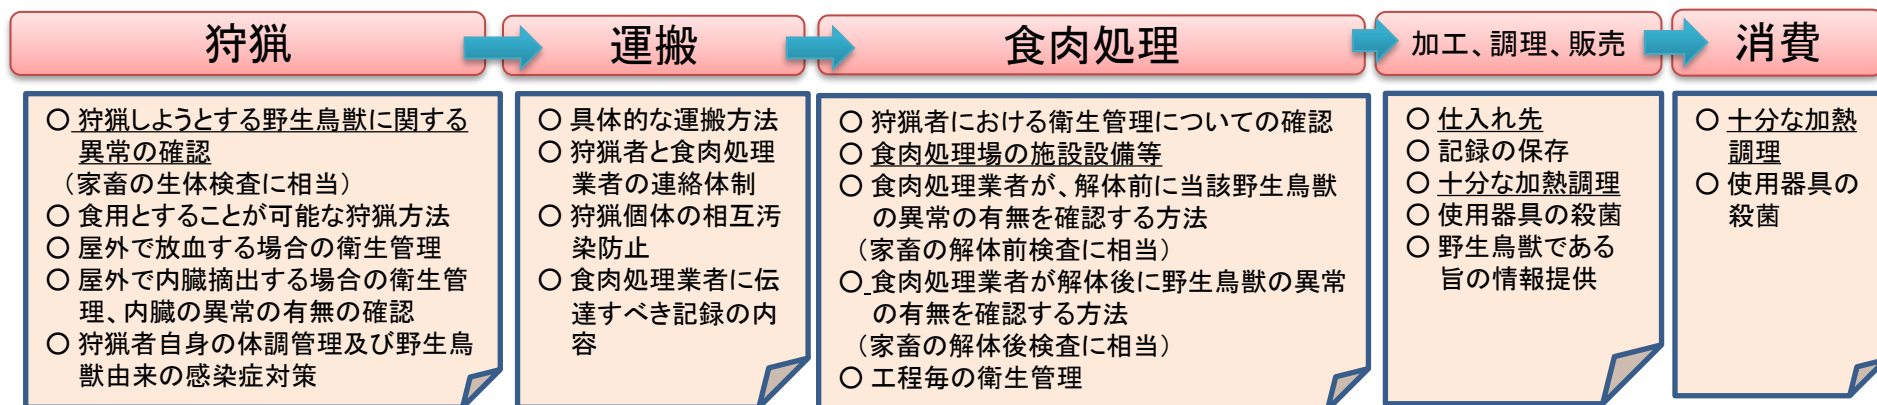 狩猟
運搬
食肉処理
加工、調理、販売
消費
○ 狩猟しようとする野生鳥獣に関する
異常の確認
（家畜の生体検査に相当）
○ 食用とすることが可能な狩猟方法
○ 屋外で放血する場合の衛生管理
○ 屋外で内臓摘出する場合の衛生管
理、内臓の異常の有無の確認
○ 狩猟者自身の体調管理及び野生鳥
獣由来の感染症対策
○ 具体的な運搬方法
○ 狩猟者と食肉処理
業者の連絡体制
○ 狩猟個体の相互汚
染防止
○ 食肉処理業者に伝
達すべき記録の内
容
○ 狩猟者における衛生管理についての確認
○ 食肉処理場の施設設備等
○ 食肉処理業者が、解体前に当該野生鳥獣
の異常の有無を確認する方法
（家畜の解体前検査に相当）
○ 食肉処理業者が解体後に野生鳥獣の異常
の有無を確認する方法
（家畜の解体後検査に相当）
○ 工程毎の衛生管理
○ 仕入れ先
○ 記録の保存
○ 十分な加熱調理
○ 使用器具の殺菌
○ 野生鳥獣である
旨の情報提供
○ 十分な加熱
調理
○ 使用器具の
殺菌